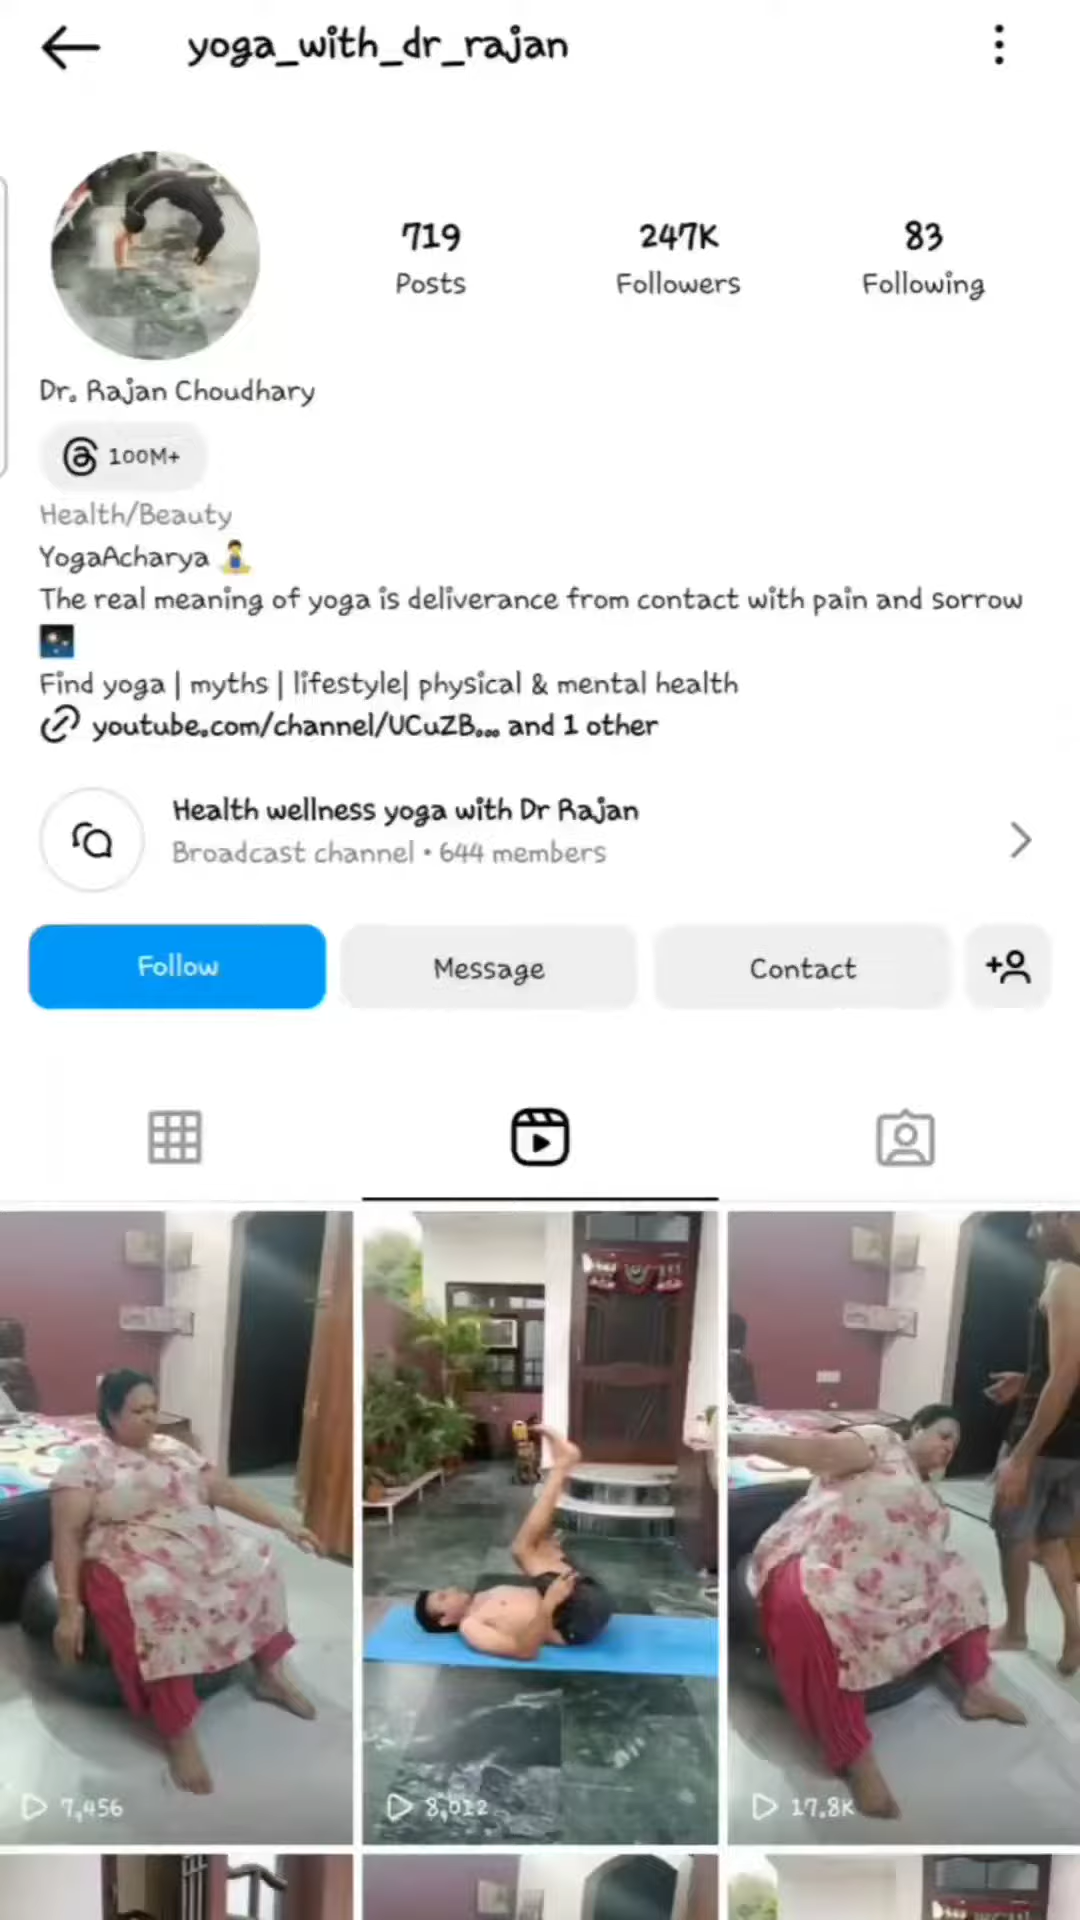 yoga_with_dr_rajan
719
Posts
247K
Followers
83
Following
Dr. Rajan Choudhary
100M+
Health/Beauty
YogaAcharya
The real meaning of yoga is deliverance from contact with pain and sorrow
Find yoga | myths | lifestyle| physical & mental health
youtube.com/channel/UCuZB... and 1 other
Health wellness yoga with Dr Rajan
Broadcast channel • 644 members
Follow
Message
Contact
7,456
8,012
17.8K